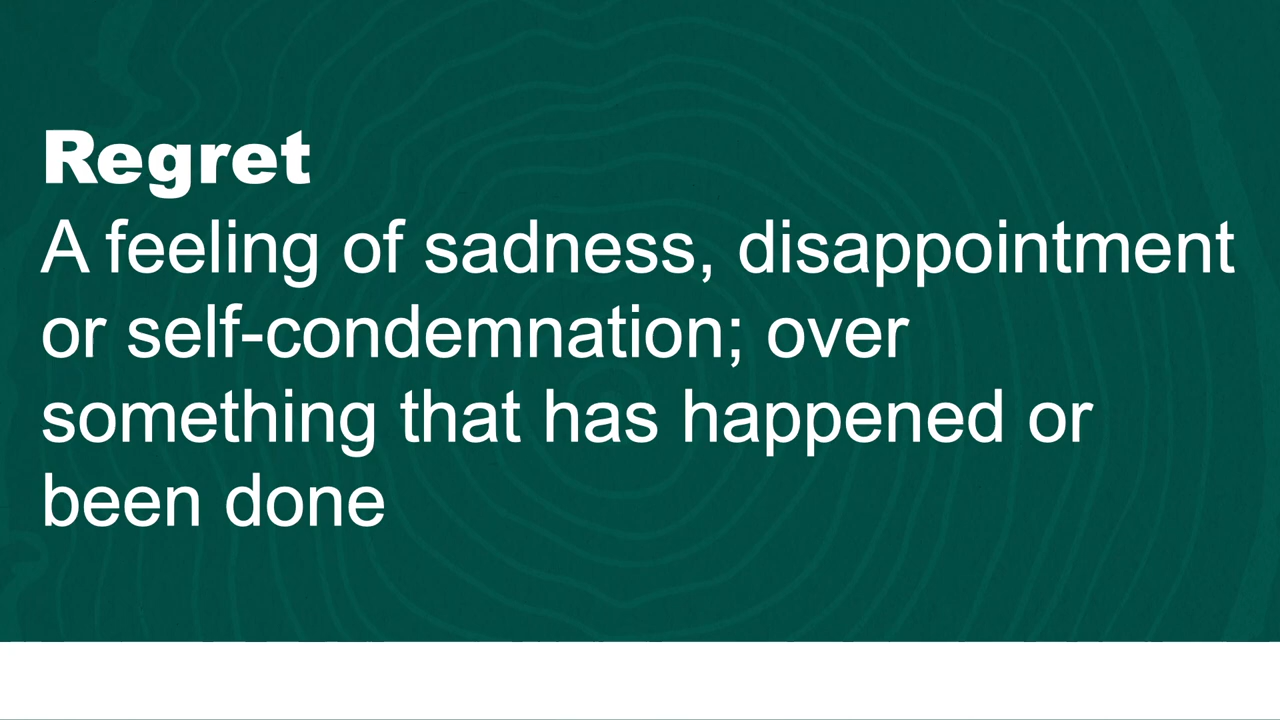 Regret
A feeling of sadness, disappointment
or self-condemnation; over
something that has happened or
been done